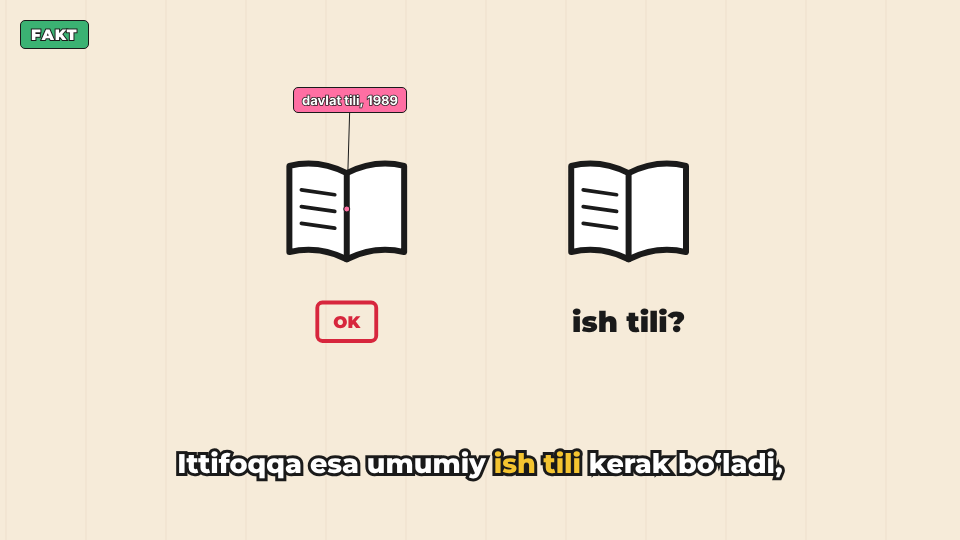 FAKT
davlat tili, 1989
OK
ish tili?
Ittifoqqa esa umumiy ish tili kerak bo‘ladi,